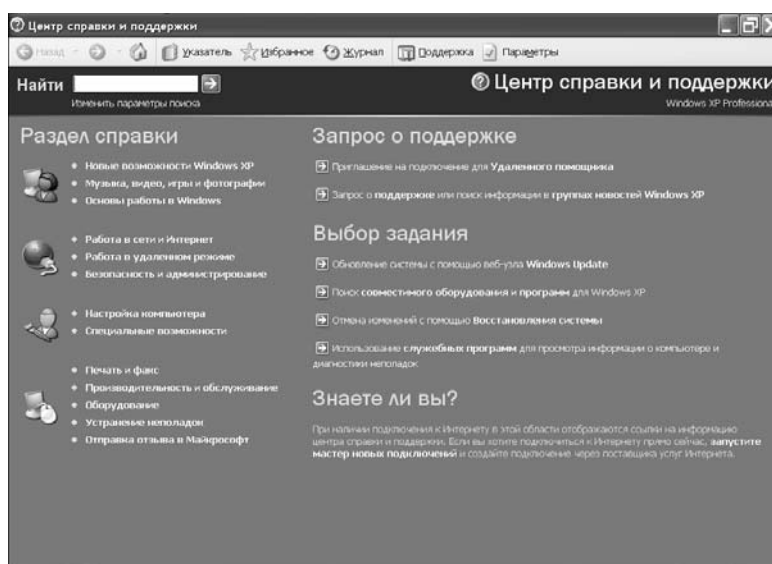 Центр справки и поддержки
Назад
Указатель Избранное Журнал Поддержка Параметры
Найти
Изменить параметры поиска
Центр справки и поддержки
Windows XP Professional
Раздел справки
Новые возможности Windows XP
Музыка, видео, игры и фотографии
Основы работы в Windows
Работа в сети и Интернет
Работа в удаленном режиме
Безопасность и администрирование
Настройка компьютера
Специальные возможности
Печать и факс
Производительность и обслуживание
Оборудование
Устранение неполадок
Отправка отзыва в Майкрософт
Запрос о поддержке
Приглашение на подключение для Удаленного помощника
Запрос о поддержке или поиск информации в группах новостей Windows XP
Выбор задания
Обновление системы с помощью веб-узла Windows Update
Поиск совместимого оборудования и программ для Windows XP
Отмена изменений с помощью Восстановления системы
Использование служебных программ для просмотра информации о компьютере и
диагностики неполадок
Знаете ли вы?
При наличии подключения к Интернету в этой области отображаются ссылки на информацию
центра справки и поддержки. Если вы хотите подключиться к Интернету прямо сейчас, запустите
мастер новых подключений и создайте подключение через поставщика услуг Интернета.